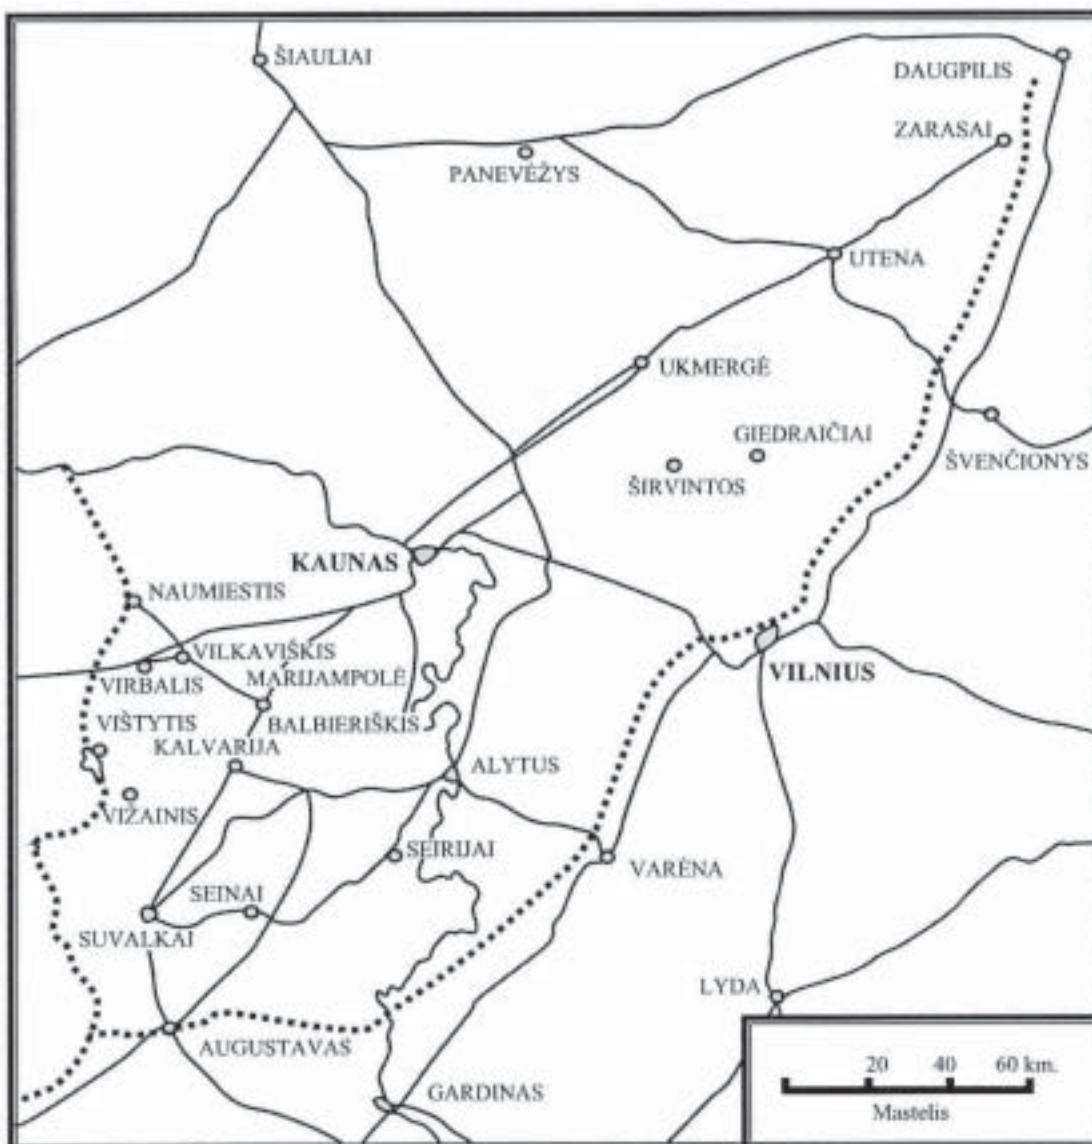 ŠIAULIAI
DAUGPILIS
ZARASAI
PANEVĖŽYS
UTENA
UKMERGĖ
GIEDRAIČIAI
ŠVENČIONYS
ŠIRVINTOS
KAUNAS
NAUMIESTIS
VILKAVIŠKIS
VIRBALIS
MARIJAMPOLĖ
VILNIUS
VIŠTYTIS
BALBIERIŠKIS
KALVARIJA
ALYTUS
VIŽAINIS
SEIRIJAI
VARĖNA
SEINAI
SUVALKAI
LYDA
AUGUSTAVAS
GARDINAS
20 40 60 km.
Mastelis